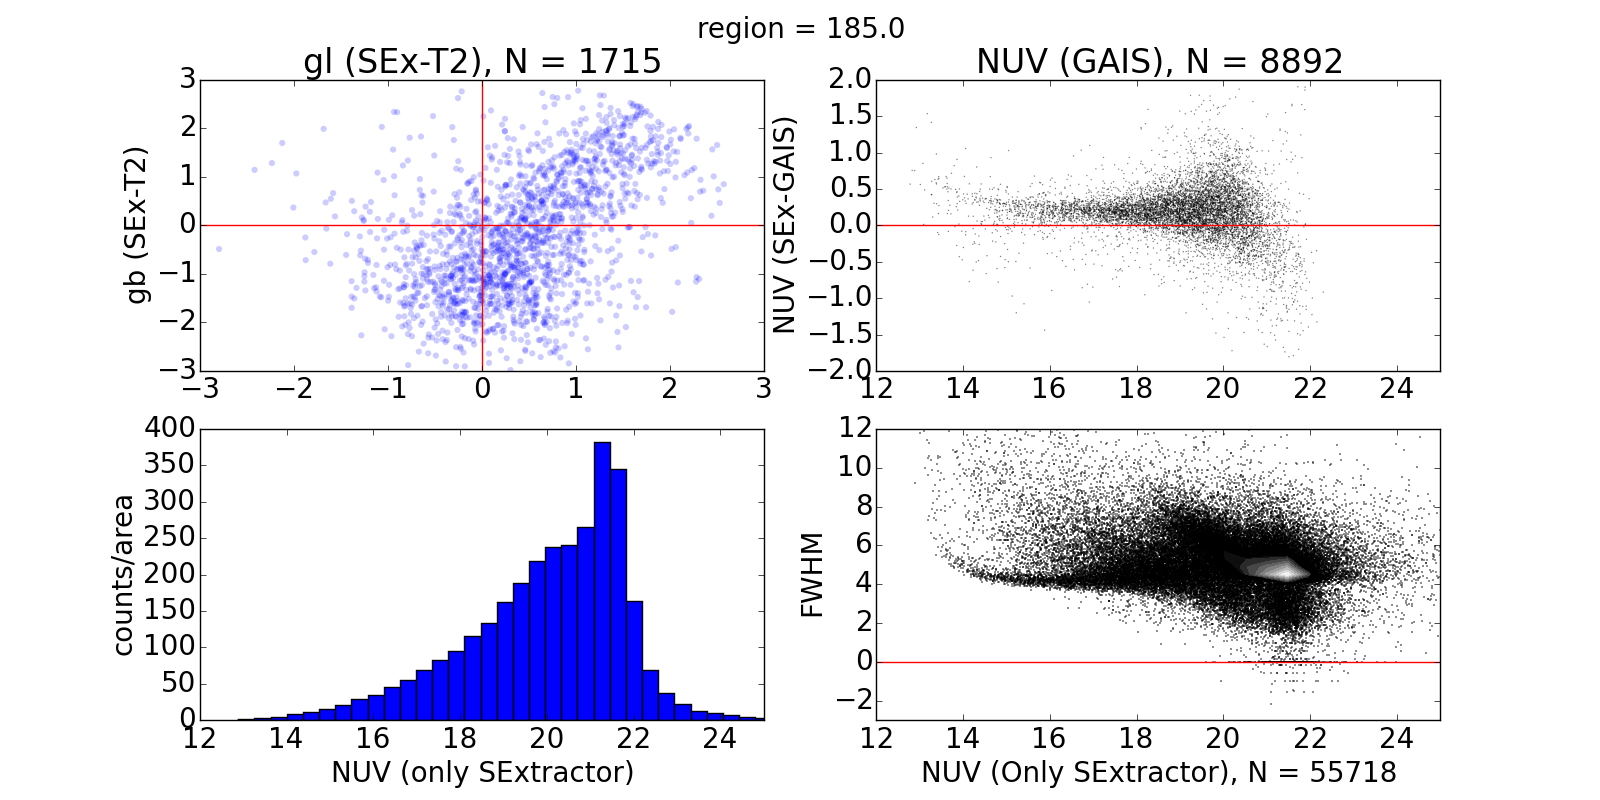 region = 185.0
gl (SEx-T2), N = 1715
3
2
1
0
−1
−2
−3
gb (SEx-T2)
−3 −2 −1 0 1 2 3
NUV (GAIS), N = 8892
2.0
1.5
1.0
0.5
0.0
−0.5
−1.0
−1.5
−2.0
NUV (SEx-GAIS)
12 14 16 18 20 22 24
400
350
300
250
200
150
100
50
0
counts/area
12 14 16 18 20 22 24
NUV (only SExtractor)
12
10
8
6
4
2
0
−2
FWHM
12 14 16 18 20 22 24
NUV (Only SExtractor), N = 55718